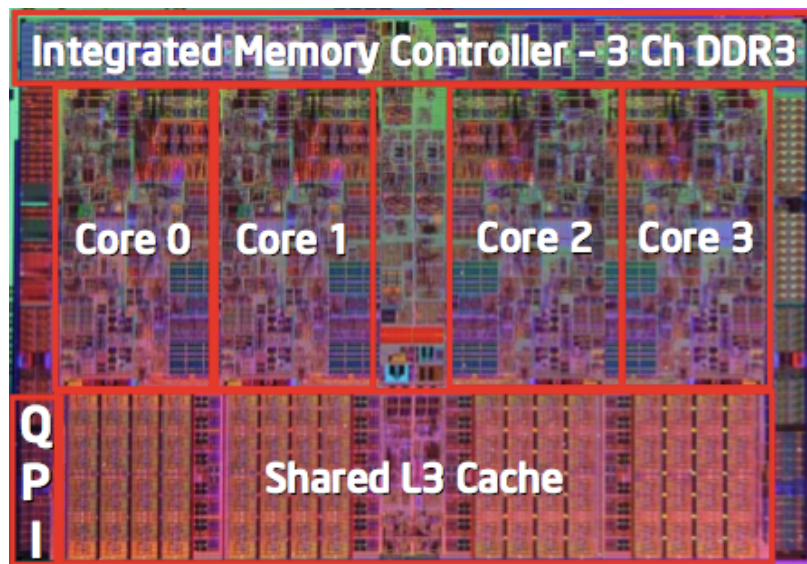 Integrated Memory Controller – 3 Ch DDR3
Core 0
Core 1
Core 2
Core 3
Q
P
I
Shared L3 Cache